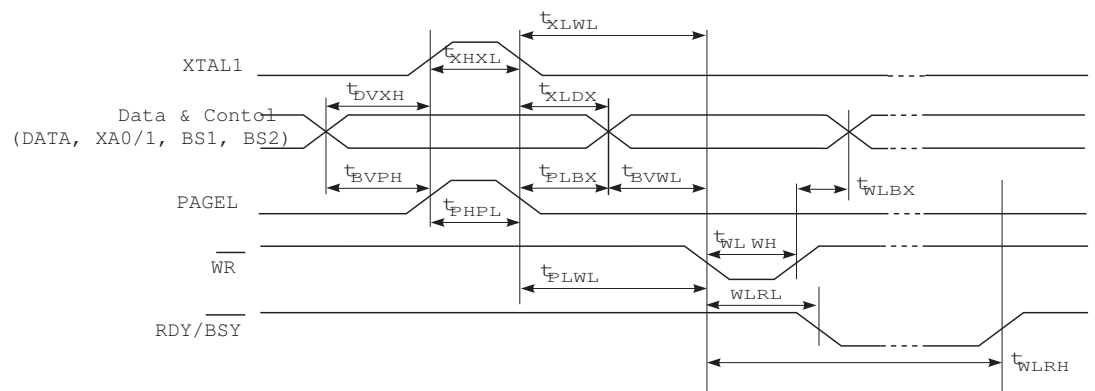 tXLWL
XTAL1
tXHXL
tDVXH
tXLDX
Data & Contol
(DATA, XA0/1, BS1, BS2)
tBVPH
tPLBX
tBVWL
tWLBX
PAGEL
tPHPL
tWL WH
WR
tPLWL
WLRL
RDY/BSY
tWLRH